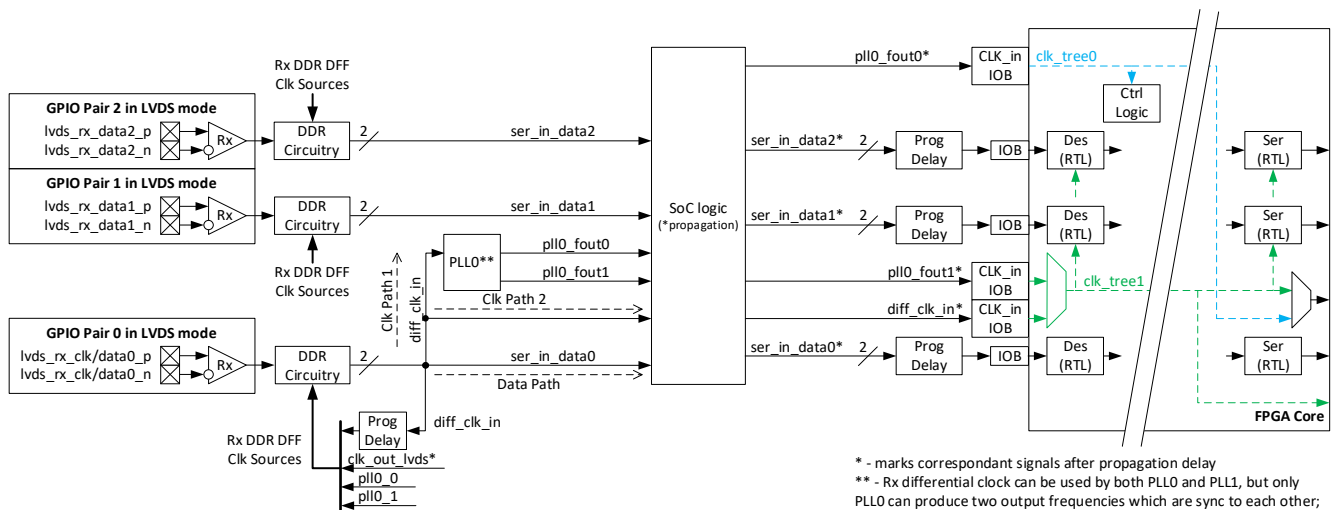 pll0_fout0*
CLK_in
IOB
clk_tree0
Rx DDR DFF
Clk Sources
Ctrl
Logic
GPIO Pair 2 in LVDS mode
lvds_rx_data2_p
lvds_rx_data2_n
Rx
DDR
Circuitry
2
ser_in_data2
ser_in_data2*
2
Prog
Delay
IOB
Des
(RTL)
Ser
(RTL)
GPIO Pair 1 in LVDS mode
lvds_rx_data1_p
lvds_rx_data1_n
Rx
DDR
Circuitry
2
ser_in_data1
SoC logic
(*propagation)
ser_in_data1*
2
Prog
Delay
IOB
Des
(RTL)
Ser
(RTL)
Rx DDR DFF
Clk Sources
Clk Path 1
diff_clk_in
PLL0**
pll0_fout0
pll0_fout1
Clk Path 2
pll0_fout1*
CLK_in
IOB
clk_tree1
diff_clk_in*
CLK_in
IOB
GPIO Pair 0 in LVDS mode
lvds_rx_clk/data0_p
lvds_rx_clk/data0_n
Rx
DDR
Circuitry
2
ser_in_data0
Data Path
ser_in_data0*
2
Prog
Delay
IOB
Des
(RTL)
Ser
(RTL)
FPGA Core
Rx DDR DFF
Clk Sources
Prog
Delay
diff_clk_in
clk_out_lvds*
pll0_0
pll0_1
* - marks correspondant signals after propagation delay
** - Rx differential clock can be used by both PLL0 and PLL1, but only
PLL0 can produce two output frequencies which are sync to each other;